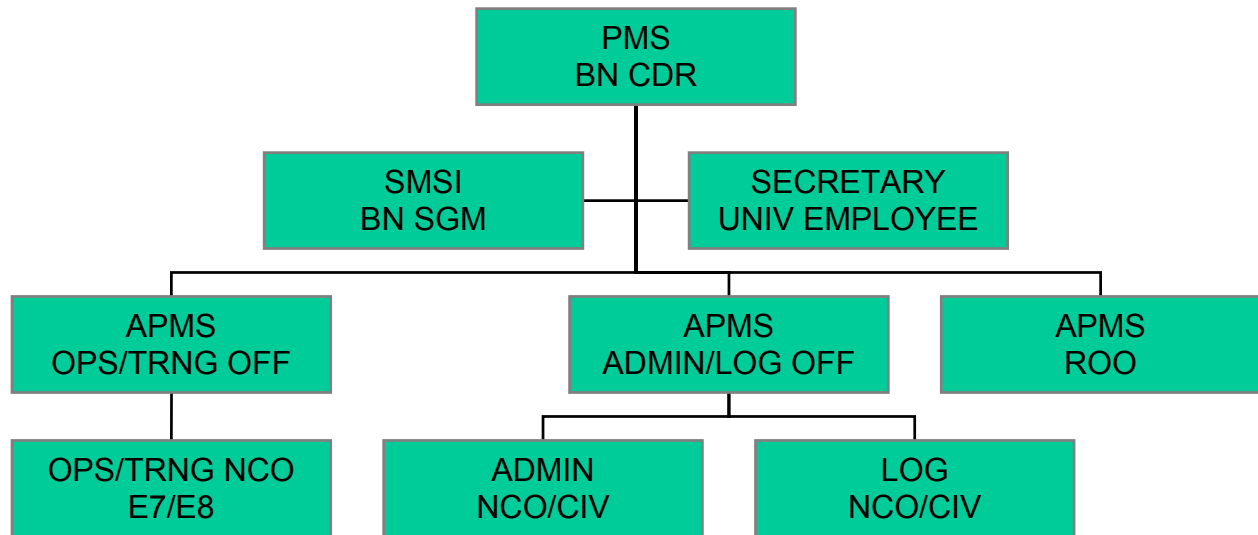 PMS
BN CDR
SMSI
BN SGM
SECRETARY
UNIV EMPLOYEE
APMS
OPS/TRNG OFF
APMS
ADMIN/LOG OFF
APMS
ROO
OPS/TRNG NCO
E7/E8
ADMIN
NCO/CIV
LOG
NCO/CIV